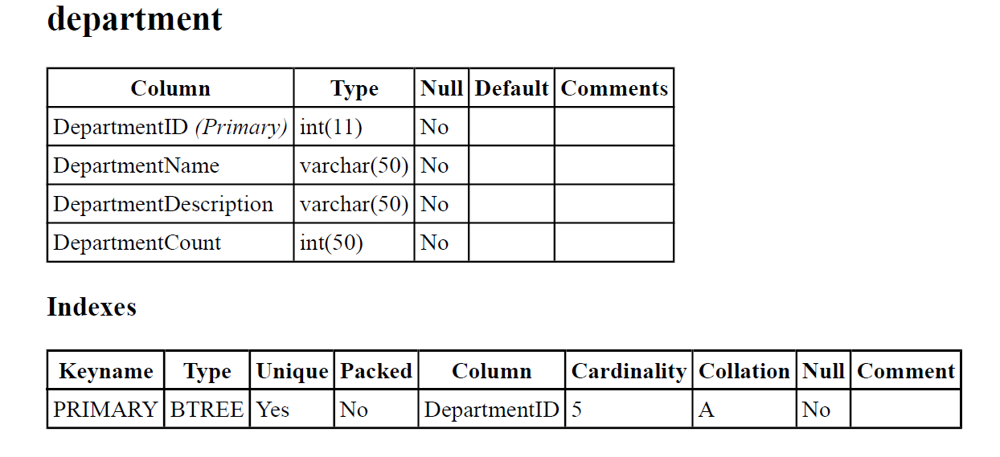 department
Column Type Null Default Comments
DepartmentID (Primary) int(11) No
DepartmentName varchar(50) No
DepartmentDescription varchar(50) No
DepartmentCount int(50) No
Indexes
Keyname Type Unique Packed Column Cardinality Collation Null Comment
PRIMARY BTREE Yes No DepartmentID 5 A No